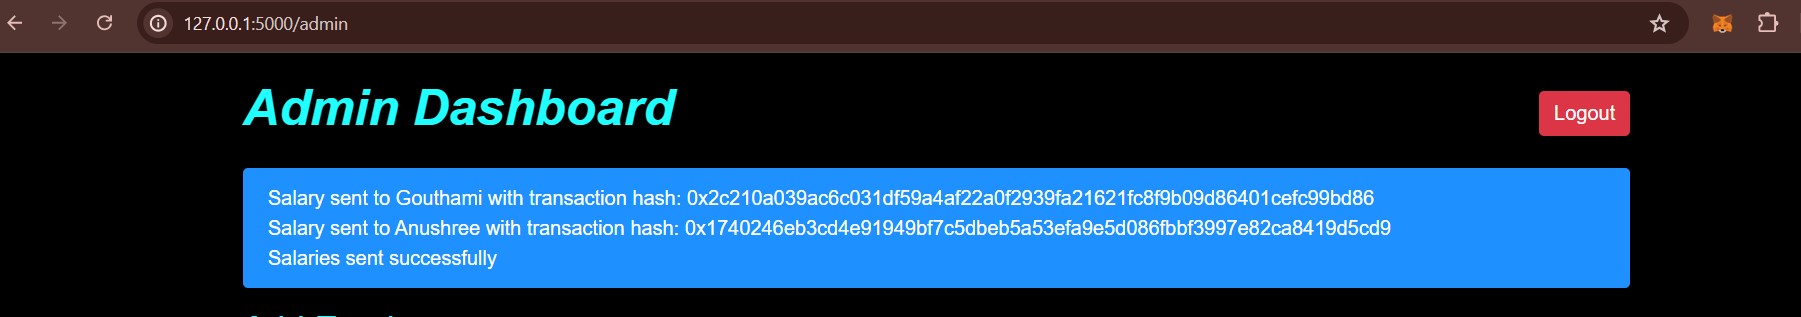 127.0.0.1:5000/admin
Admin Dashboard
Logout
Salary sent to Gouthami with transaction hash: 0x2c210a039ac6c031df59a4af22a0f2939fa21621fc8f9b09d86401cefc99bd86
Salary sent to Anushree with transaction hash: 0x1740246eb3cd4e91949bf7c5dbeb5a53efa9e5d086fbbf3997e82ca8419d5cd9
Salaries sent successfully